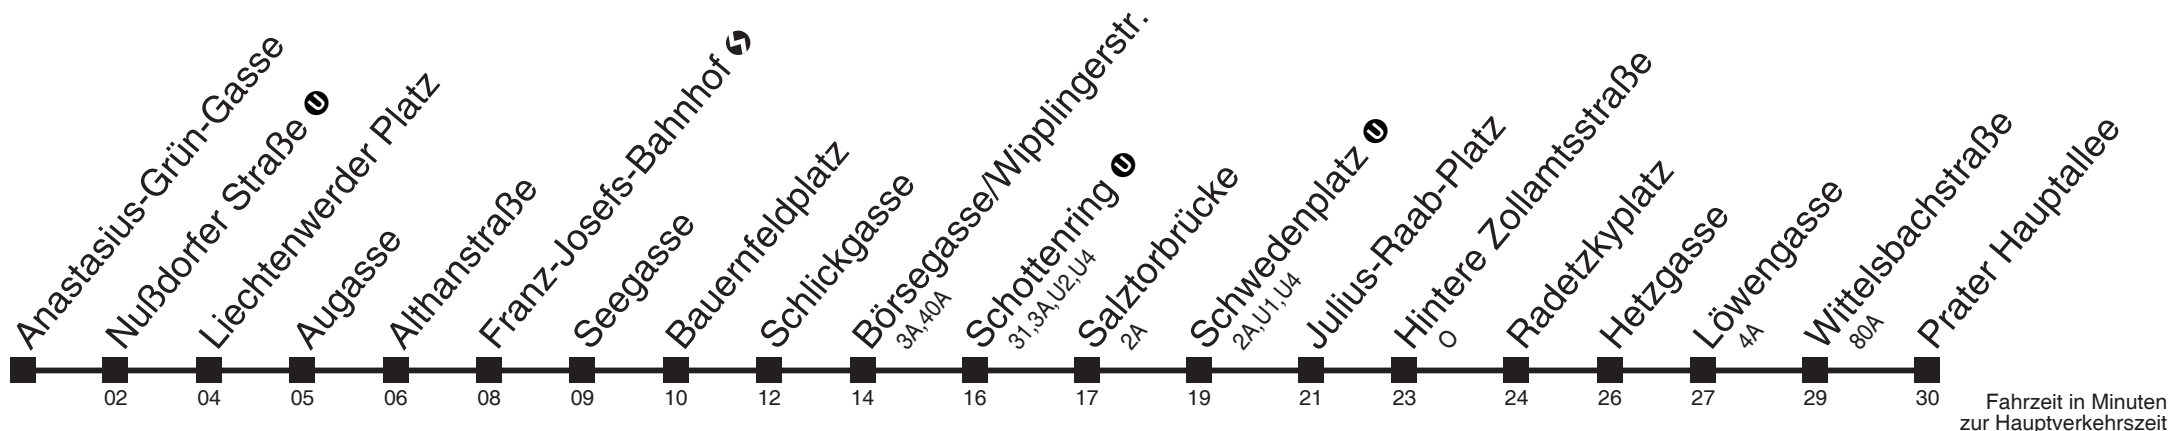 Anastasius-Grün-Gasse
Nußdorfer Straße U
Liechtenwerder Platz
Augasse
Althanstraße
Franz-Josefs-Bahnhof
Seegasse
Bauernfeldplatz
Schlickgasse
Börsegasse/Wipplingerstr.
3A,40A
Schottenring U
31,3A,U2,U4
Salztorbrücke
2A
Schwedenplatz U
2A,U1,U4
Julius-Raab-Platz
Hintere Zollamtsstraße
O
Radetzkyplatz
Hetzgasse
Löwengasse
4A
Wittelsbachstraße
80A
Prater Hauptallee
02 04 05 06 08 09 10 12 14 16 17 19 21 23 24 26 27 29 30
Fahrzeit in Minuten
zur Hauptverkehrszeit